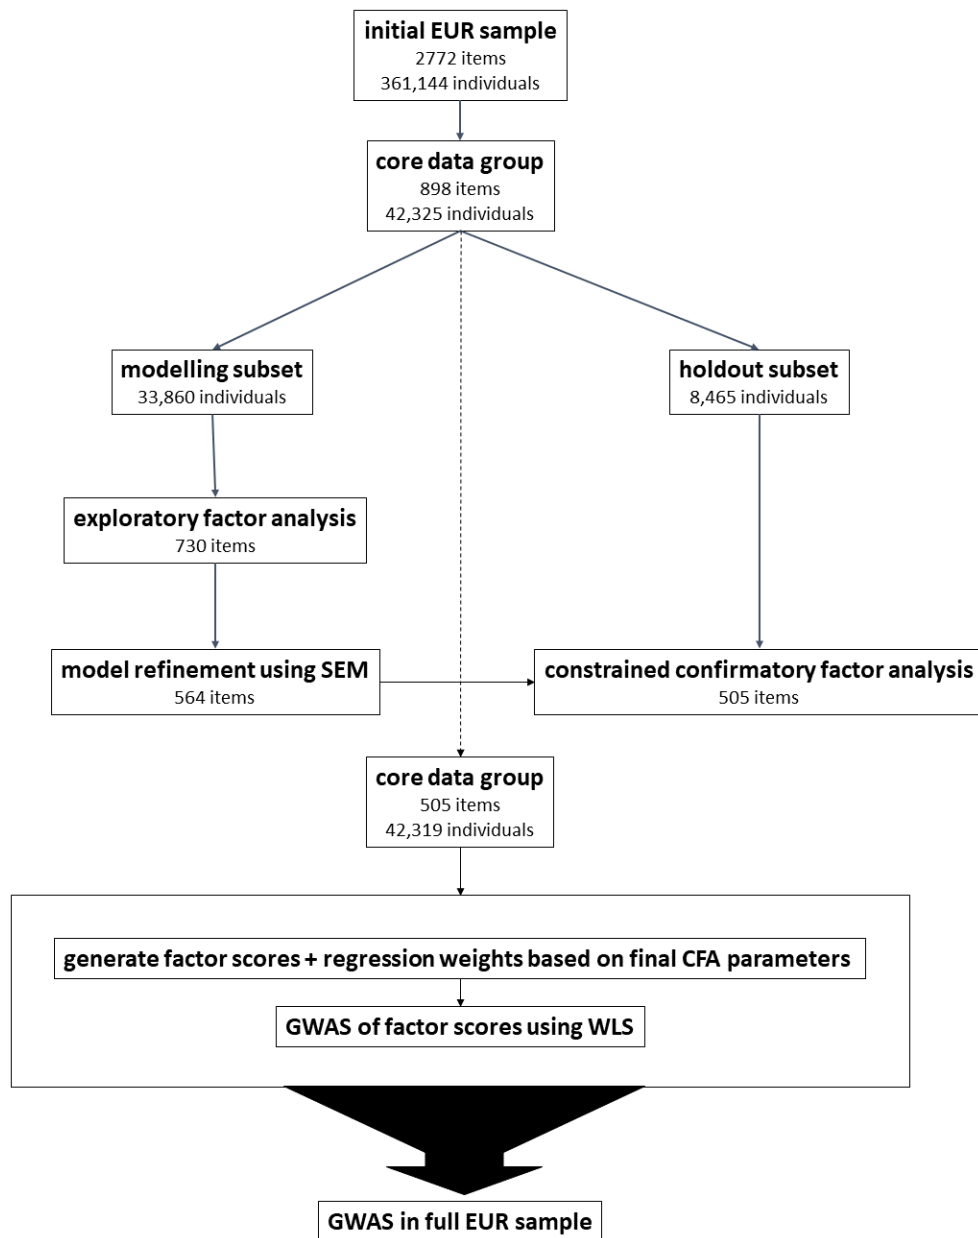 initial EUR sample
2772 items
361,144 individuals
core data group
898 items
42,325 individuals
modelling subset
33,860 individuals
holdout subset
8,465 individuals
exploratory factor analysis
730 items
model refinement using SEM
564 items
constrained confirmatory factor analysis
505 items
core data group
505 items
42,319 individuals
generate factor scores + regression weights based on final CFA parameters
GWAS of factor scores using WLS
GWAS in full EUR sample